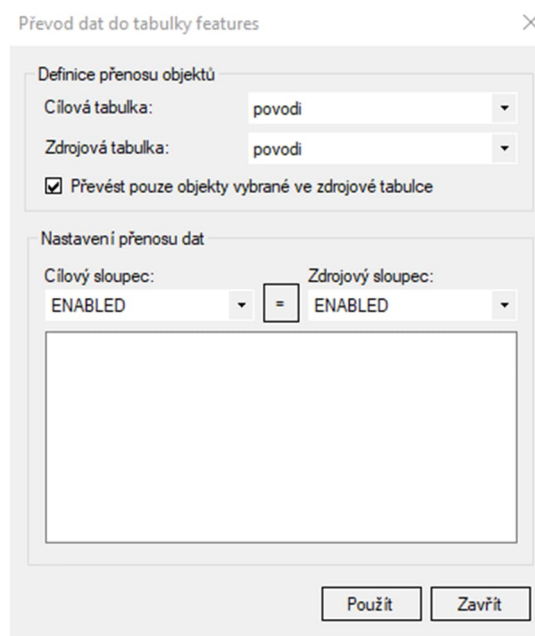 Převod dat do tabulky features
Definice přenosu objektů
Cílová tabulka: povodi
Zdrojová tabulka: povodi
Převést pouze objekty vybrané ve zdrojové tabulce
Nastavení přenosu dat
Cílový sloupec: Zdrojový sloupec:
ENABLED = ENABLED
Použít Zavřít